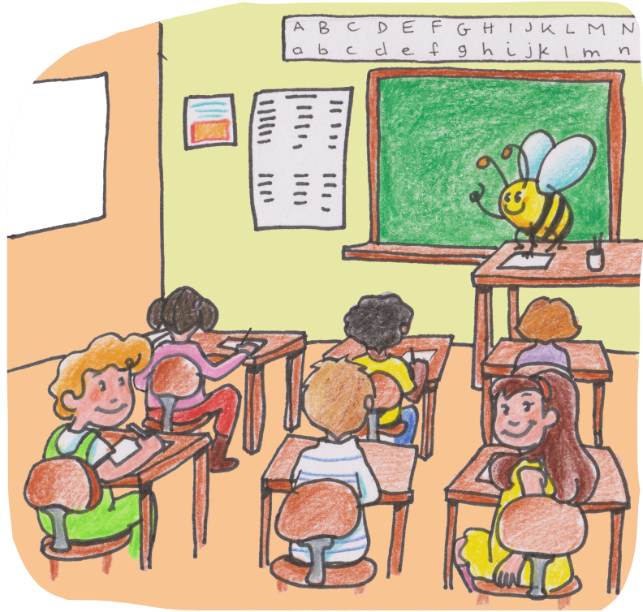 A B C D E F G H I J K L M N
a b c d e f g h i j k l m n